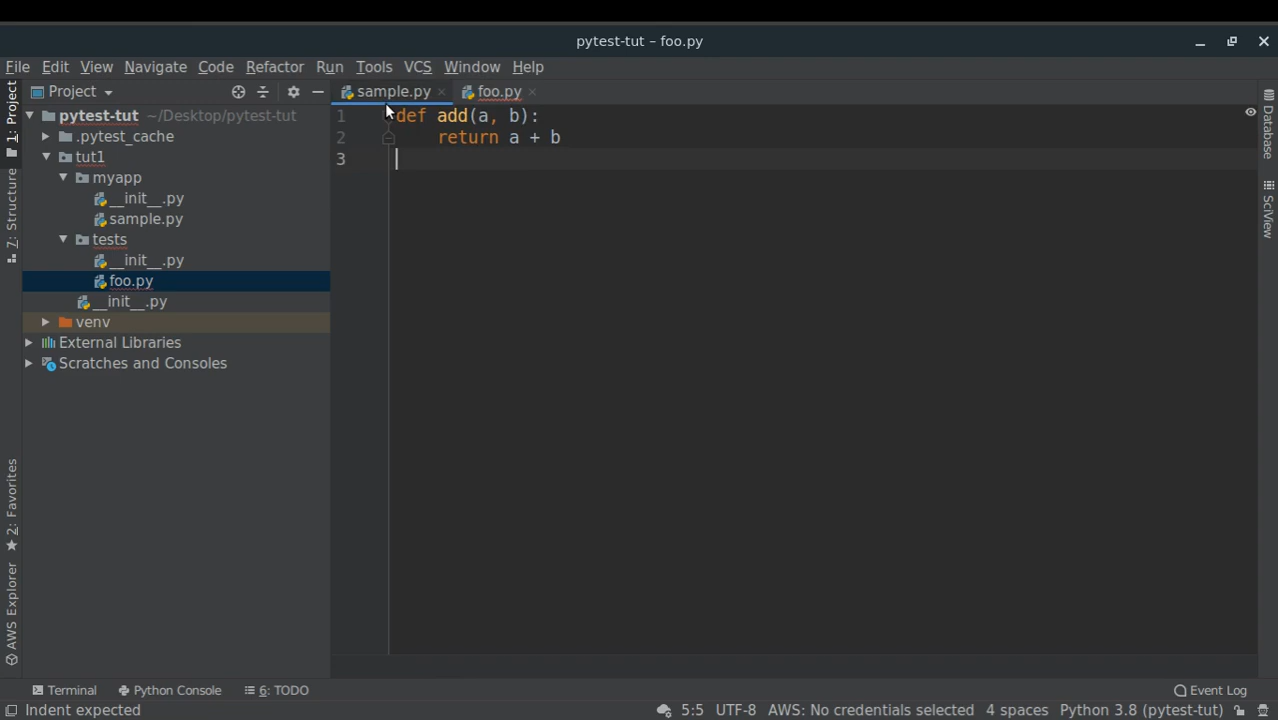 pytest-tut – foo.py
File Edit View Navigate Code Refactor Run Tools VCS Window Help
Project
sample.py
foo.py
1: Project
7: Structure
2: Favorites
AWS Explorer
pytest-tut ~/Desktop/pytest-tut
.pytest_cache
tut1
myapp
__init__.py
sample.py
tests
__init__.py
foo.py
__init__.py
venv
External Libraries
Scratches and Consoles
1 def add(a, b):
2 return a + b
3
Database
SciView
Terminal Python Console 6: TODO Event Log
Indent expected 5:5 UTF-8 AWS: No credentials selected 4 spaces Python 3.8 (pytest-tut)